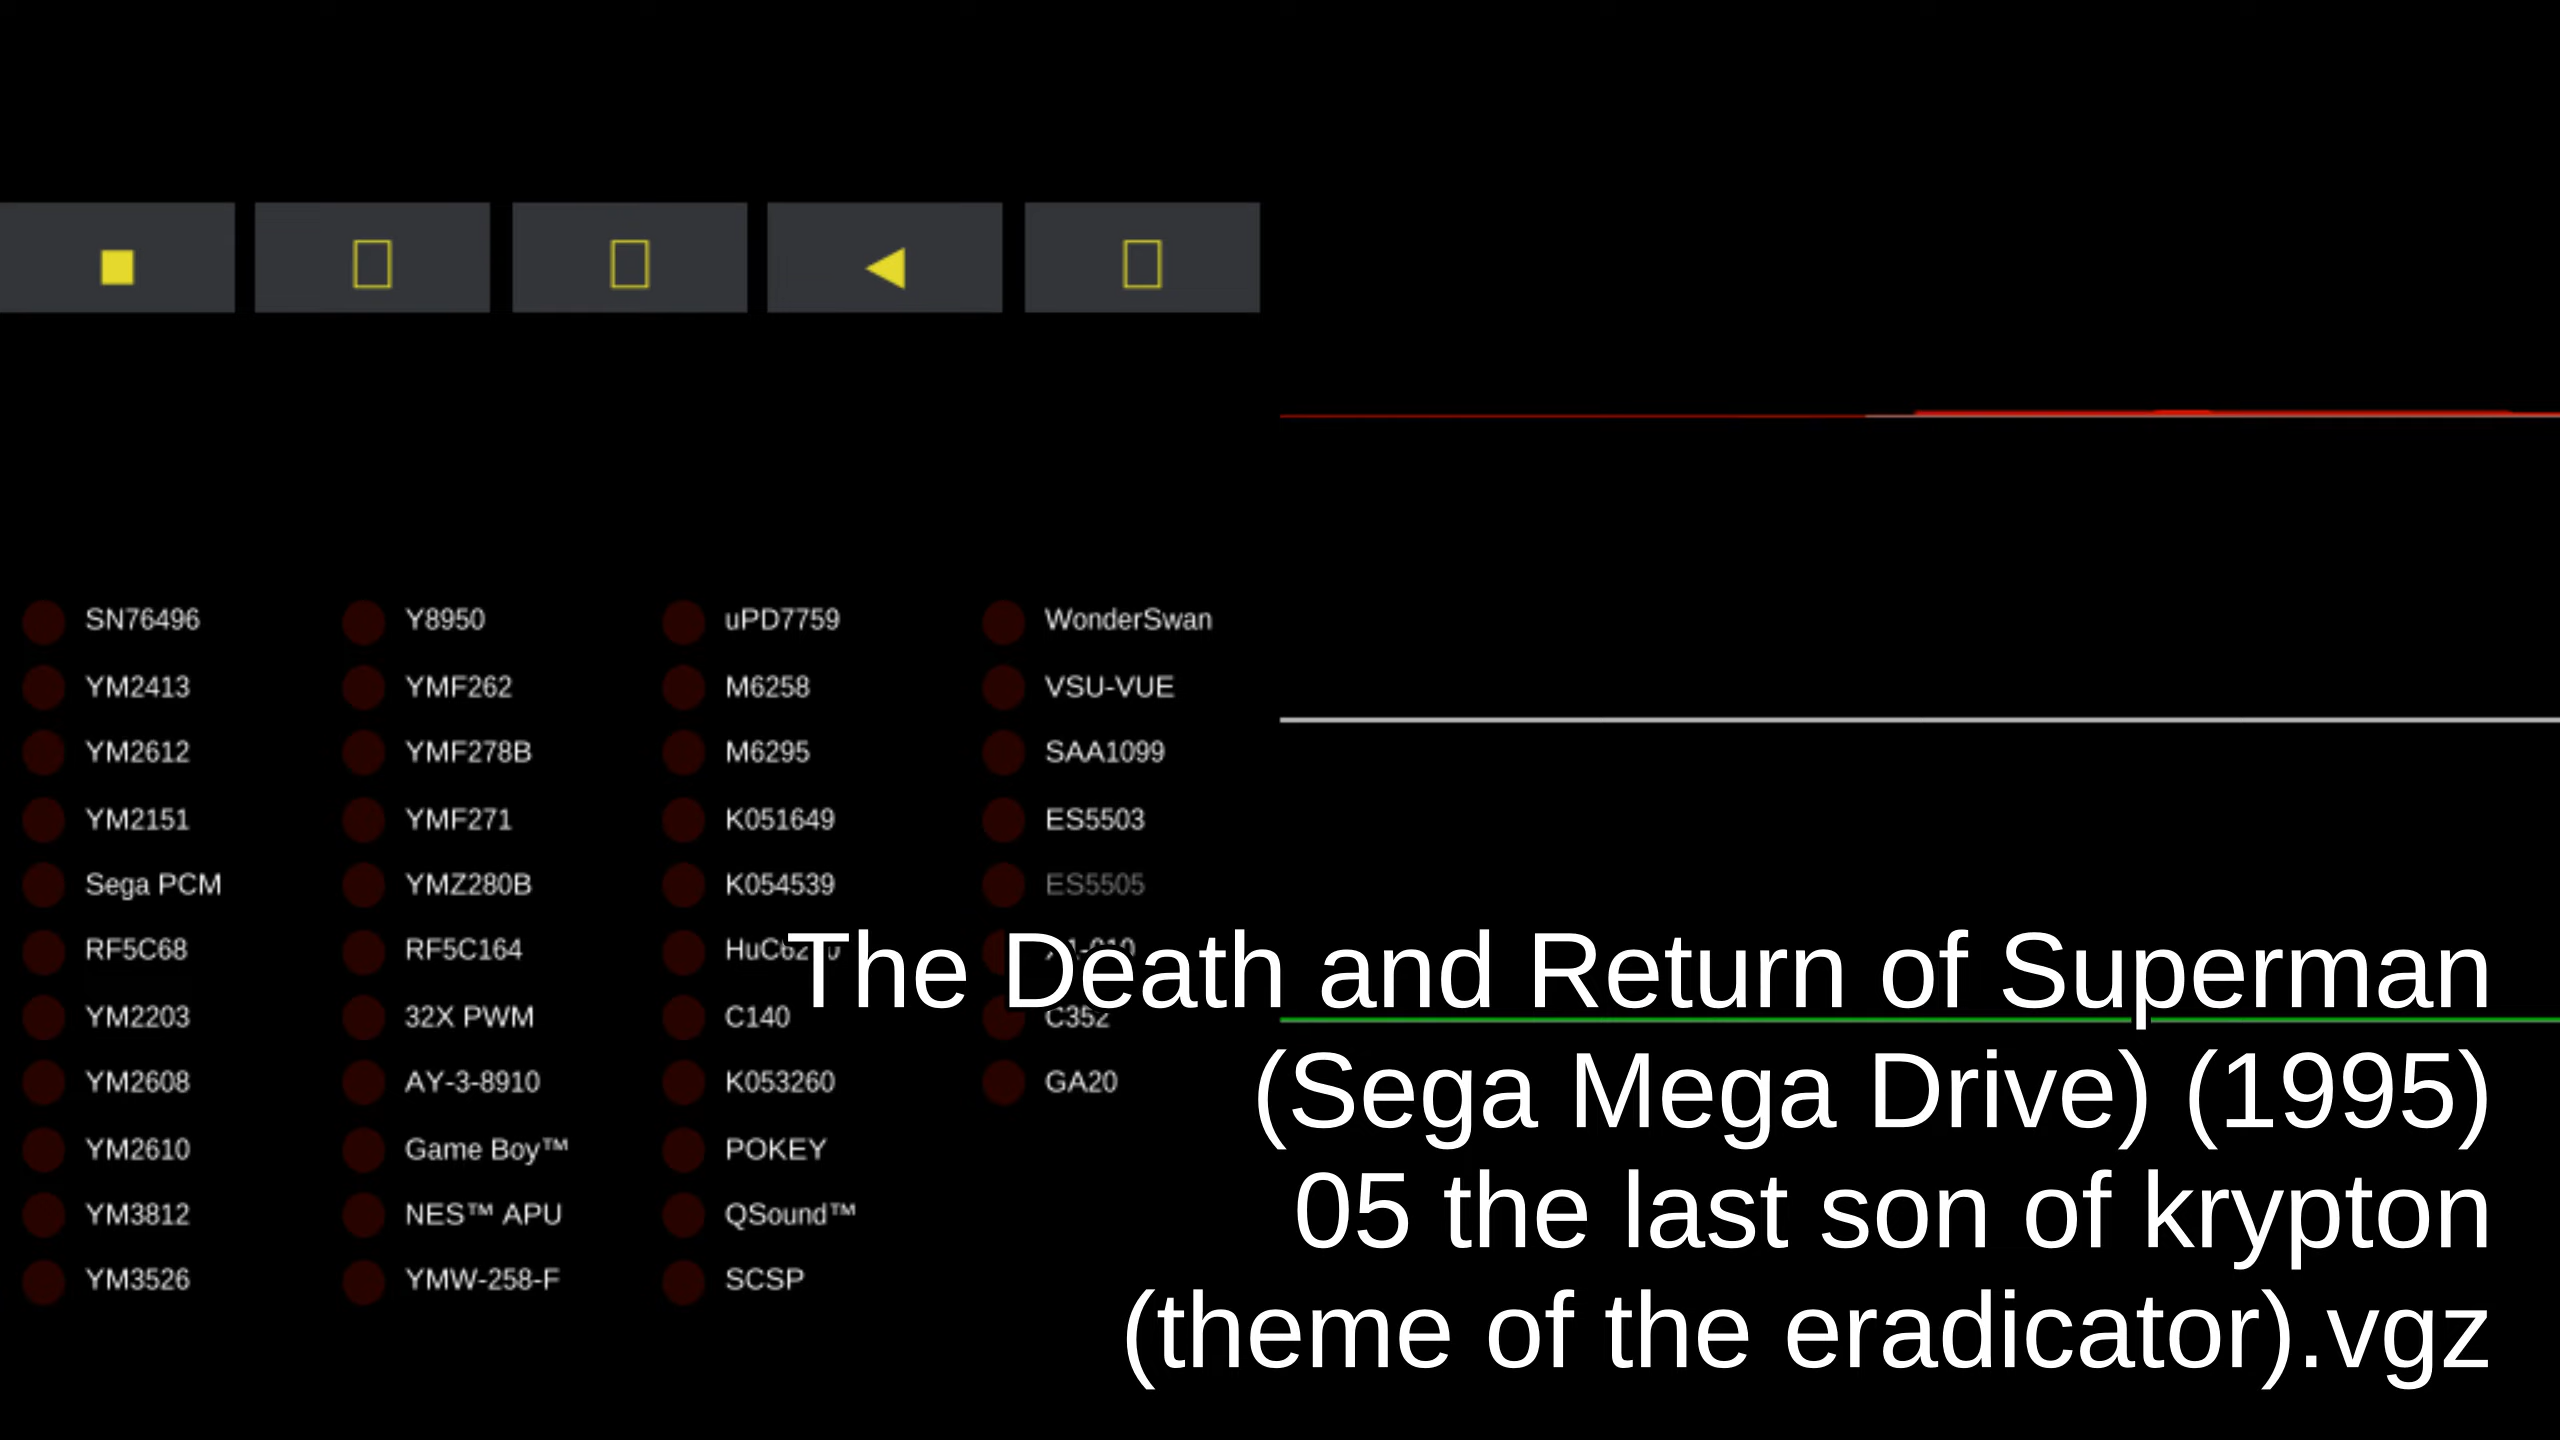 SN76496 Y8950 uPD7759 WonderSwan
YM2413 YMF262 M6258 VSU-VUE
YM2612 YMF278B M6295 SAA1099
YM2151 YMF271 K051649 ES5503
Sega PCM YMZ280B K054539 ES5505
RF5C68 RF5C164
The Death and Return of Superman
YM2203 32X PWM C140 C352
YM2608 AY-3-8910 K053260 GA20
(Sega Mega Drive) (1995)
YM2610 Game Boy™ POKEY
YM3812 NES™ APU QSound™
05 the last son of krypton
YM3526 YMW-258-F SCSP
(theme of the eradicator).vgz